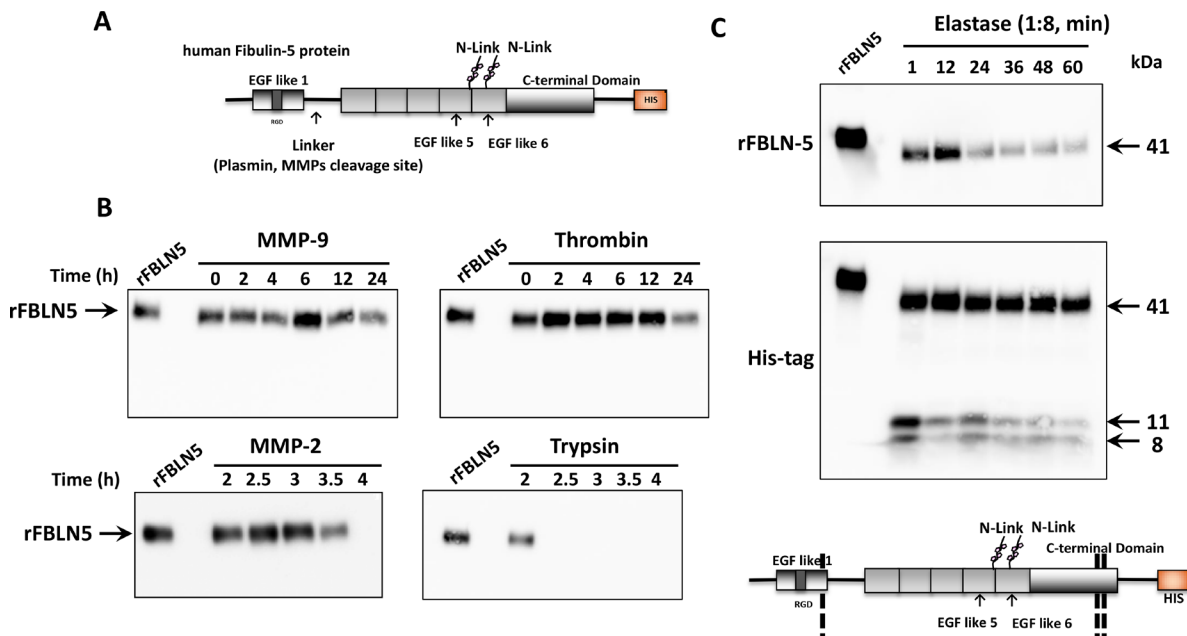 A
human Fibulin-5 protein
N-Link N-Link
EGF like 1
C-terminal Domain
RGD
HIS
Linker
EGF like 5
EGF like 6
(Plasmin, MMPs cleavage site)
B
rFBLN5
MMP-9
Time (h)
0 2 4 6 12 24
rFBLN5
rFBLN5
Thrombin
0 2 4 6 12 24
rFBLN5
MMP-2
Time (h)
2 2.5 3 3.5 4
rFBLN5
rFBLN5
Trypsin
2 2.5 3 3.5 4
C
rFBLN5
Elastase (1:8, min)
1 12 24 36 48 60
kDa
rFBLN-5
41
His-tag
41
11
8
N-Link N-Link
C-terminal Domain
EGF like 1
RGD
HIS
EGF like 5
EGF like 6